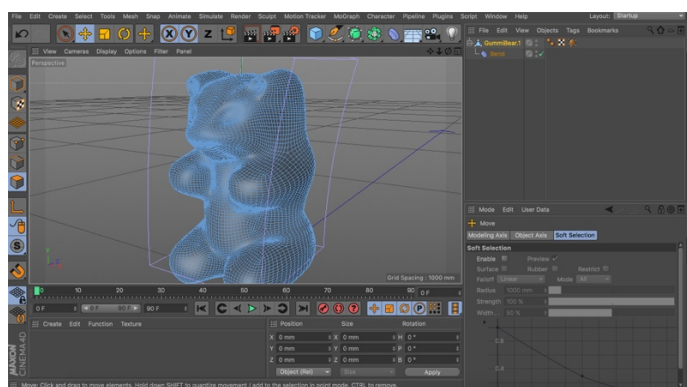 File Edit Create Select Tools Mesh Snap Animate Simulate Render Sculpt Motion Tracker MoGraph Character Pipeline Plugins Script Window Help Layout: Startup
X Y Z
View Cameras Display Options Filter Panel
File Edit View Objects Tags Bookmarks
Perspective
GummiBear.1
Bend
Mode Edit User Data
Move
Modeling Axis Object Axis Soft Selection
Soft Selection
Enable Preview
Surface Rubber Restrict
Falloff Linear Mode All
Radius 1000 mm
Strength 100 %
Width... 50 %
0.8
0.4
Grid Spacing : 1000 mm
0 10 20 30 40 50 60 70 80 90 0 F
0 F 0 F 90 F 90 F
Create Edit Function Texture
Position Size Rotation
X 0 mm X 0 mm H 0 °
Y 0 mm Y 0 mm P 0 °
Z 0 mm Z 0 mm B 0 °
Object (Rel) Size Apply
MAXON CINEMA4D
Move: Click and drag to move elements. Hold down SHIFT to quantize movement / add to the selection in point mode, CTRL to remove.